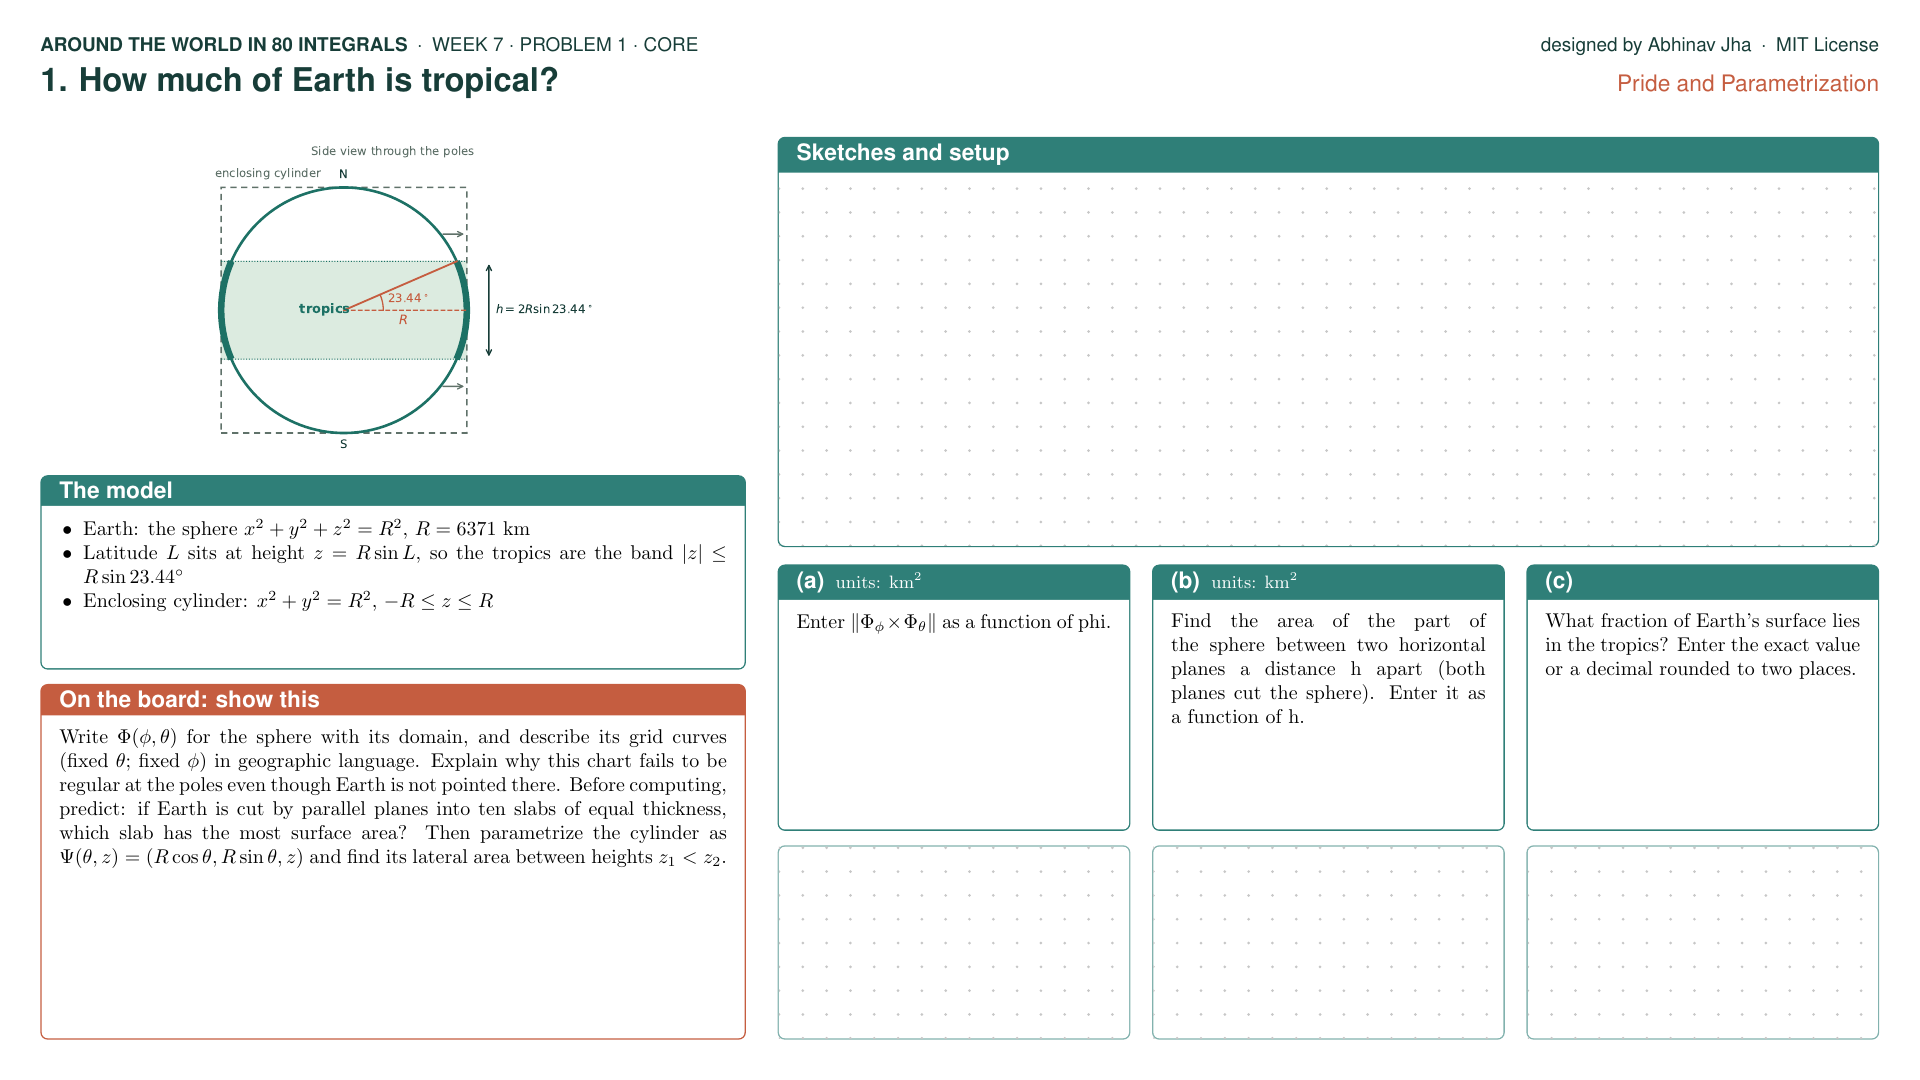 AROUND THE WORLD IN 80 INTEGRALS · WEEK 7 · PROBLEM 1 · CORE
designed by Abhinav Jha · MIT License
1. How much of Earth is tropical?
Pride and Parametrization
Side view through the poles
enclosing cylinder
N
tropics
23.44°
R
h = 2R sin 23.44°
S
The model
• Earth: the sphere x² + y² + z² = R², R = 6371 km
• Latitude L sits at height z = R sin L, so the tropics are the band |z| ≤
R sin 23.44°
• Enclosing cylinder: x² + y² = R², −R ≤ z ≤ R
On the board: show this
Write Φ(ϕ, θ) for the sphere with its domain, and describe its grid curves
(fixed θ; fixed ϕ) in geographic language. Explain why this chart fails to be
regular at the poles even though Earth is not pointed there. Before computing,
predict: if Earth is cut by parallel planes into ten slabs of equal thickness,
which slab has the most surface area? Then parametrize the cylinder as
Ψ(θ, z) = (R cos θ, R sin θ, z) and find its lateral area between heights z₁ < z₂.
Sketches and setup
(a) units: km²
Enter ‖Φ_ϕ × Φ_θ‖ as a function of phi.
(b) units: km²
Find the area of the part of
the sphere between two horizontal
planes a distance h apart (both
planes cut the sphere). Enter it as
a function of h.
(c)
What fraction of Earth's surface lies
in the tropics? Enter the exact value
or a decimal rounded to two places.